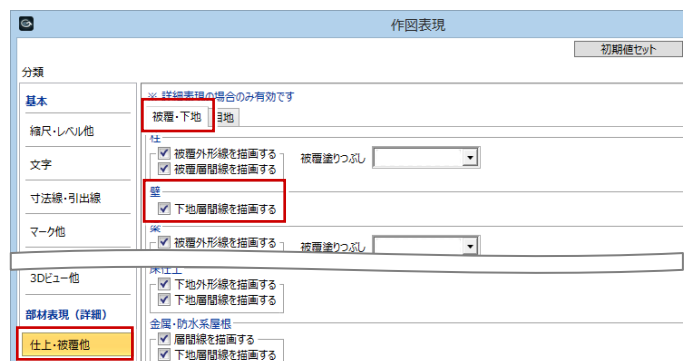 作図表現
初期値セット
分類
基本
縮尺・レベル他
文字
寸法線・引出線
マーク他
3Dビュー他
部材表現（詳細）
仕上・被覆他
※ 詳細表現の場合のみ有効です
被覆・下地
目地
柱
被覆外形線を描画する
被覆塗りつぶし
被覆層間線を描画する
壁
下地層間線を描画する
梁
被覆外形線を描画する
被覆塗りつぶし
床仕上
下地外形線を描画する
下地層間線を描画する
金属・防水系屋根
層間線を描画する
下地層間線を描画する